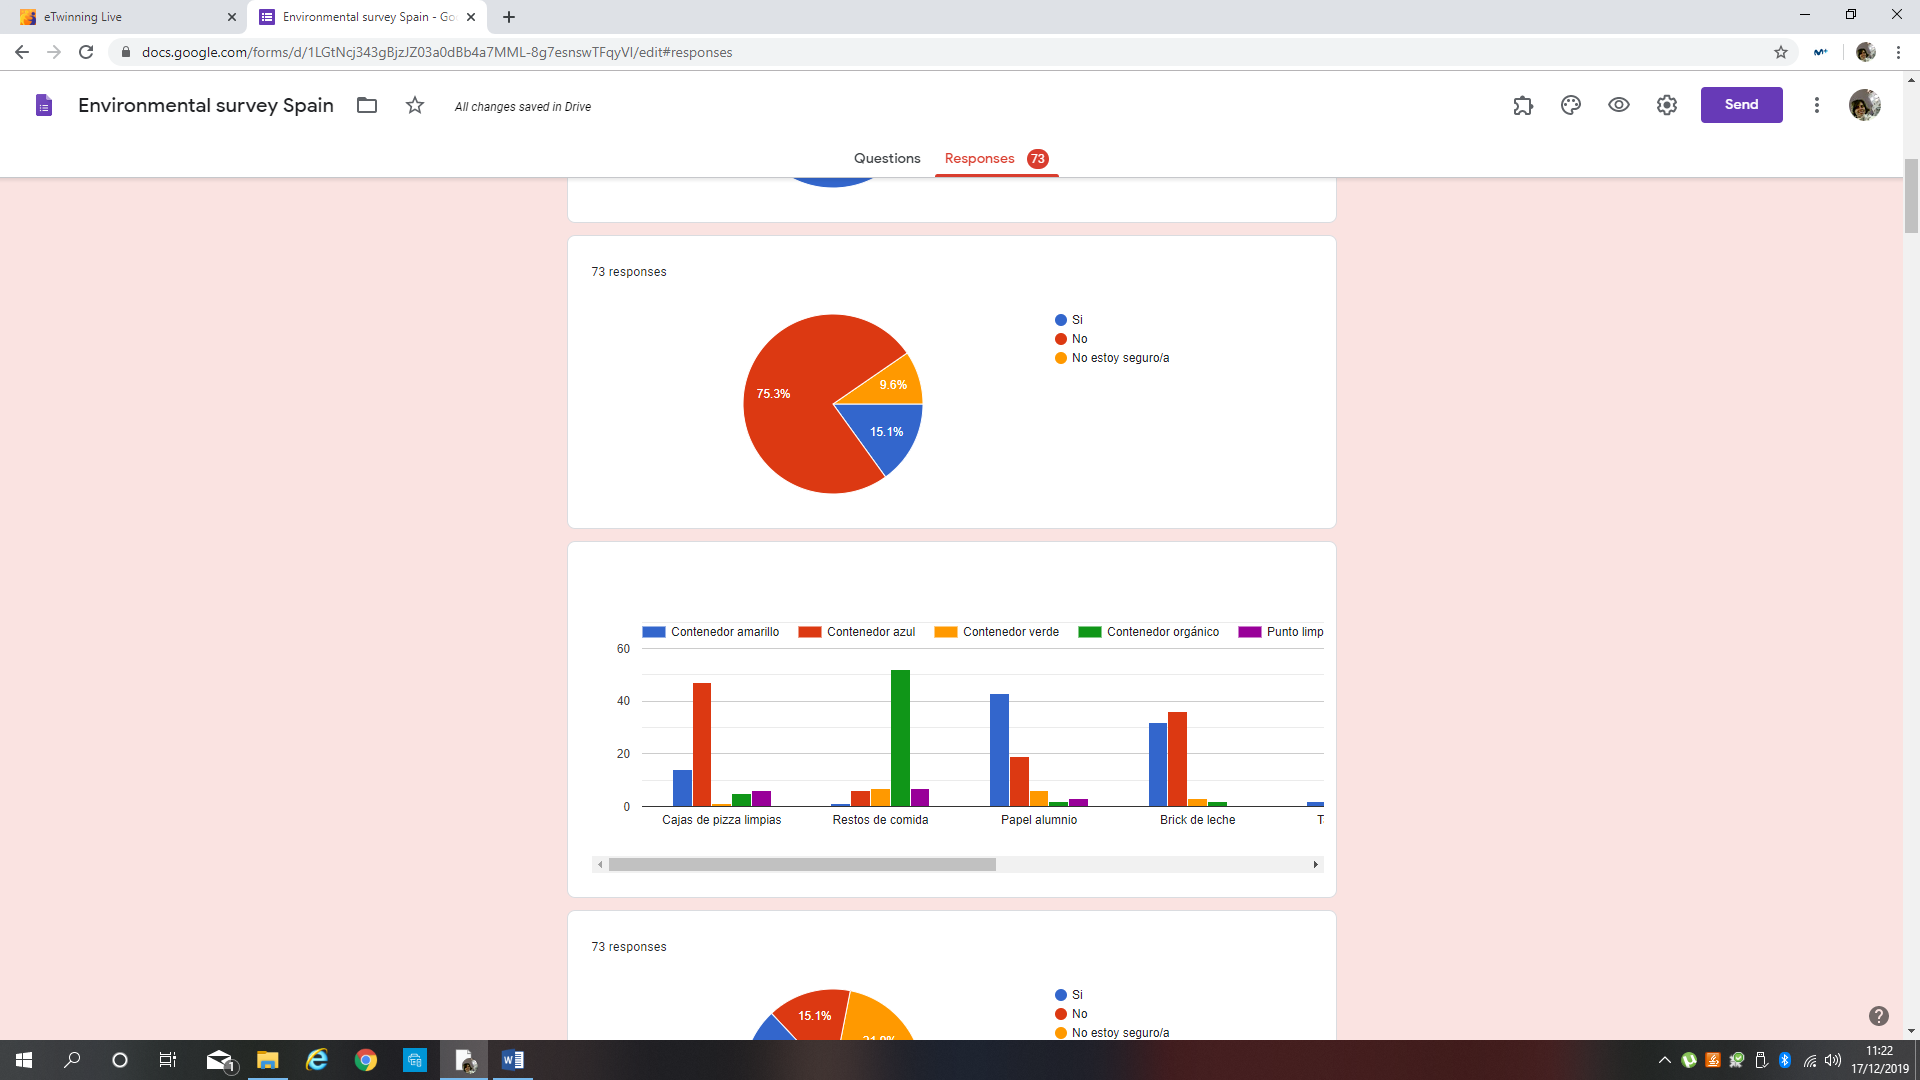 eTwinning Live
Environmental survey Spain - Go
docs.google.com/forms/d/1LGtNcj343gBjzJZ03a0dBb4a7MML-8g7esnswTFqyVI/edit#responses
Environmental survey Spain
All changes saved in Drive
Send
Questions
Responses 73
73 responses
Si
No
No estoy seguro/a
75.3%
9.6%
15.1%
Contenedor amarillo
Contenedor azul
Contenedor verde
Contenedor orgánico
Punto limp
60
40
20
0
Cajas de pizza limpias
Restos de comida
Papel alumnio
Brick de leche
T
73 responses
Si
No
No estoy seguro/a
15.1%
1
11:22
17/12/2019